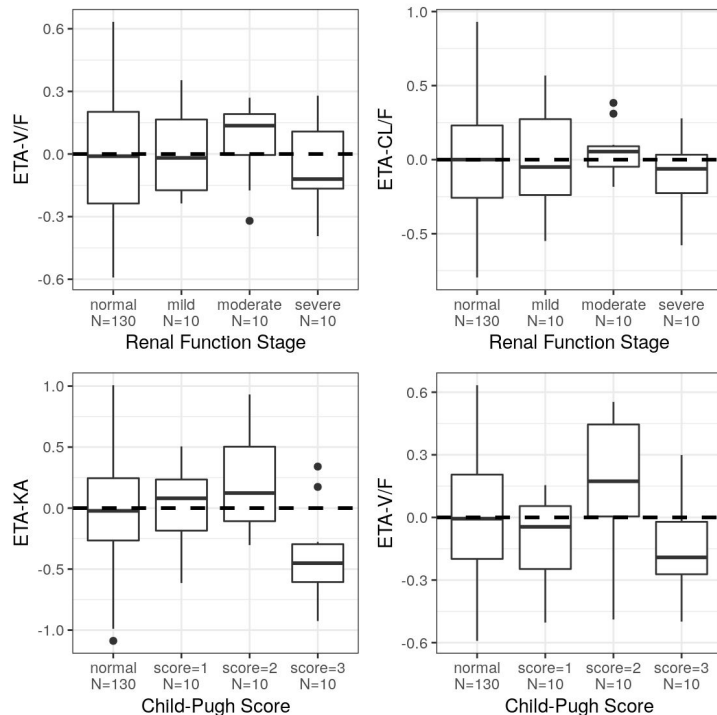 ETA-V/F
0.6
0.3
0.0
-0.3
-0.6
normal mild moderate severe
N=130 N=10 N=10 N=10
Renal Function Stage
ETA-CL/F
1.0
0.5
0.0
-0.5
normal mild moderate severe
N=130 N=10 N=10 N=10
Renal Function Stage
ETA-KA
1.0
0.5
0.0
-0.5
-1.0
normal score=1 score=2 score=3
N=130 N=10 N=10 N=10
Child-Pugh Score
ETA-V/F
0.6
0.3
0.0
-0.3
-0.6
normal score=1 score=2 score=3
N=130 N=10 N=10 N=10
Child-Pugh Score